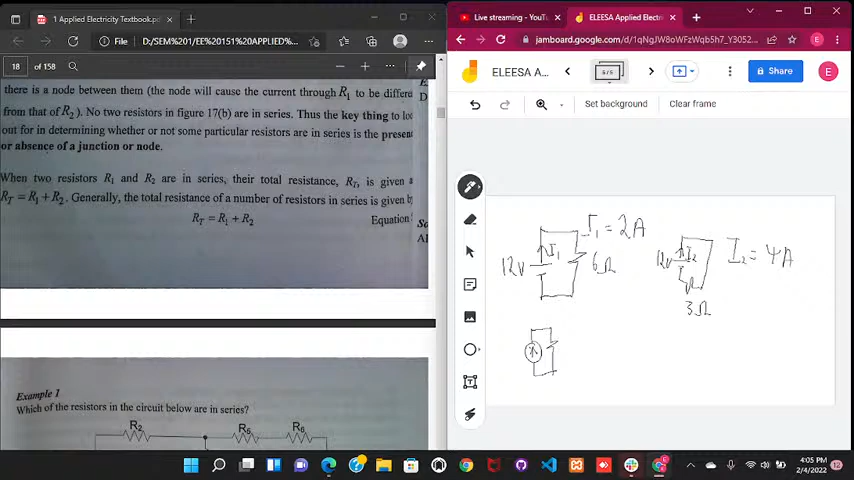 1 Applied Electricity Textbook.pd
File
D:/SEM%201/EE%20151%20APPLIED%...
18 of 158
there is a node between them (the node will cause the current through R1 to be differe
from that of R2). No two resistors in figure 17(b) are in series. Thus the key thing to loo
out for in determining whether or not some particular resistors are in series is the presen
or absence of a junction or node.
When two resistors R1 and R2 are in series, their total resistance, RT, is given a
RT = R1 + R2. Generally, the total resistance of a number of resistors in series is given by
RT = R1 + R2
Equation
Example 1
Which of the resistors in the circuit below are in series?
R2
R5
R6
Live streaming - YouT
ELEESA Applied Electri
jamboard.google.com/d/1qNgJW8oWFzWqb5h7_Y3052...
ELEESA A...
5/5
Share
E
Set background
Clear frame
12V
I1
I1 = 2A
6Ω
12V
I2
I2 = 4A
3Ω
4:05 PM
2/4/2022